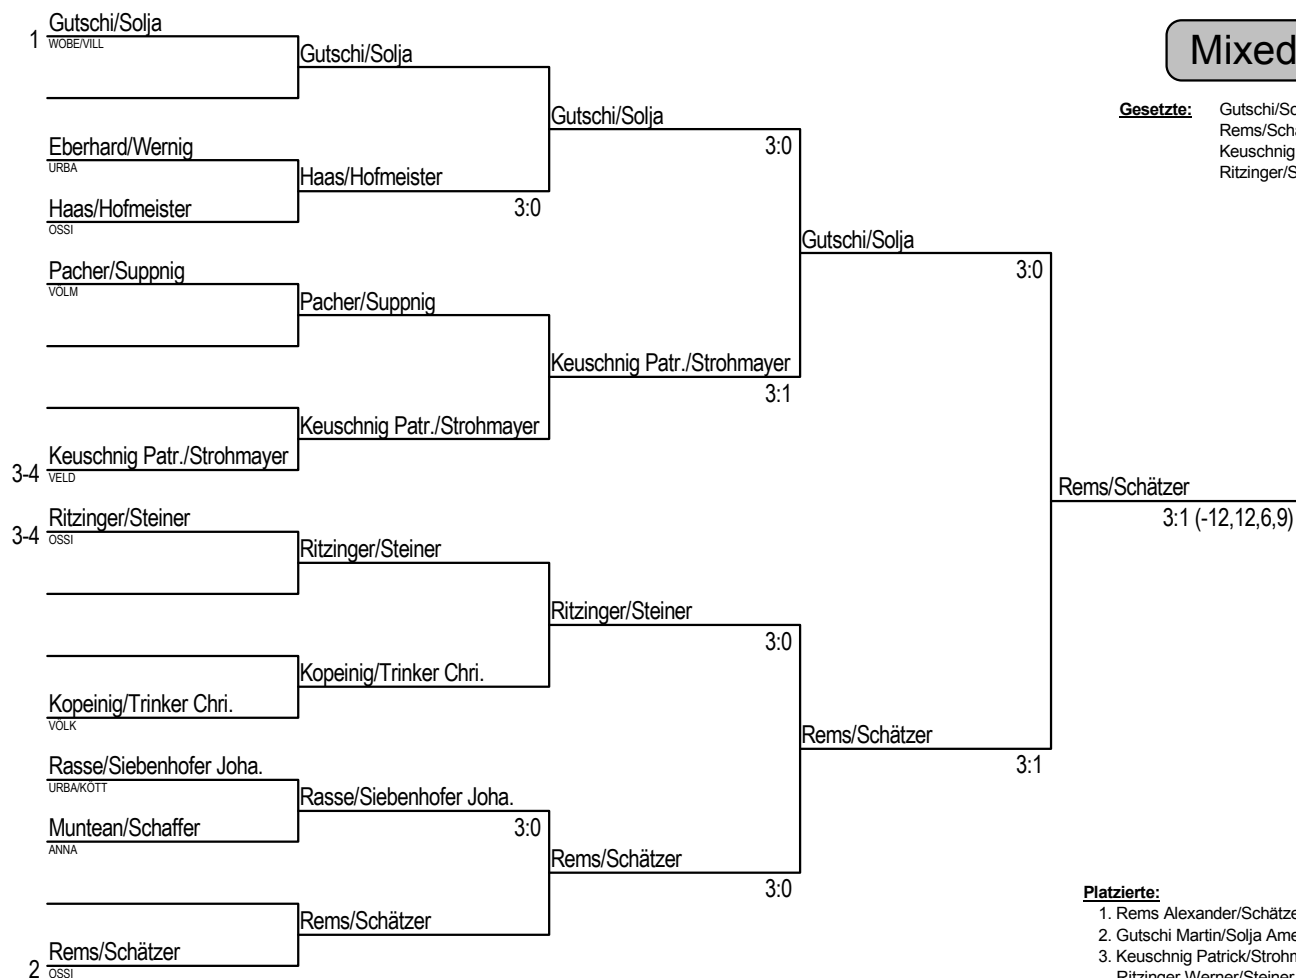 Mixed
Gesetzte: Gutschi/So
Rems/Sch
Keuschnig
Ritzinger/S
1 Gutschi/Solja
WOBE/VILL
Eberhard/Wernig
URBA
Haas/Hofmeister
OSSI
Pacher/Suppnig
VÖLM
3-4 Keuschnig Patr./Strohmayer
VELD
3-4 Ritzinger/Steiner
OSSI
Kopeinig/Trinker Chri.
VÖLK
Rasse/Siebenhofer Joha.
URBA/KÖTT
Muntean/Schaffer
ANNA
2 Rems/Schätzer
OSSI
Gutschi/Solja
Haas/Hofmeister
3:0
Pacher/Suppnig
Keuschnig Patr./Strohmayer
Ritzinger/Steiner
Kopeinig/Trinker Chri.
Rasse/Siebenhofer Joha.
3:0
Rems/Schätzer
Gutschi/Solja
3:0
Keuschnig Patr./Strohmayer
3:1
Ritzinger/Steiner
3:0
Rems/Schätzer
3:0
Gutschi/Solja
3:0
Rems/Schätzer
3:1
Rems/Schätzer
3:1 (-12,12,6,9)
Platzierte:
1. Rems Alexander/Schätze
2. Gutschi Martin/Solja Ame
3. Keuschnig Patrick/Strohn
Ritzinger Werner/Steiner